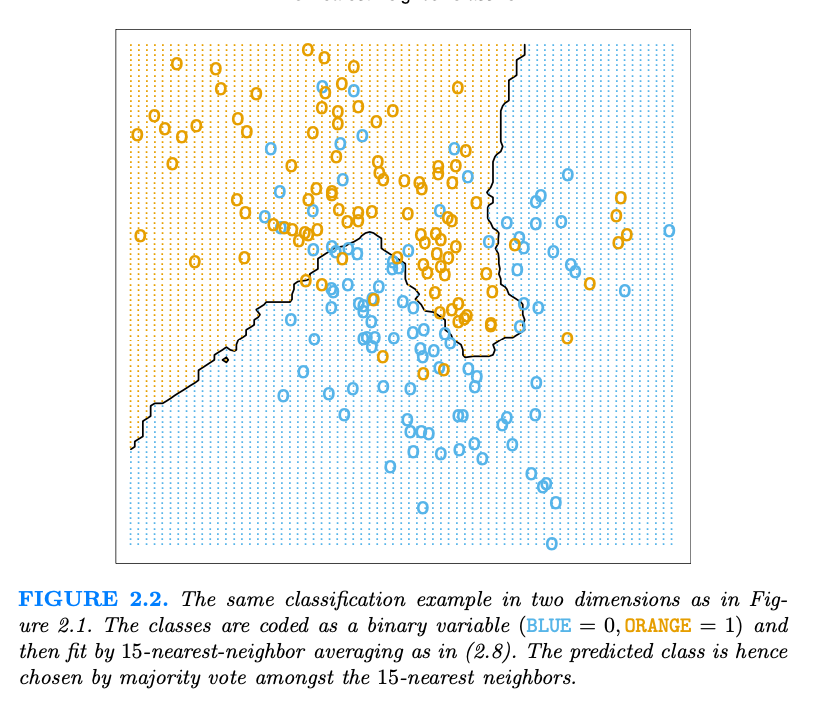 FIGURE 2.2. The same classification example in two dimensions as in Fig-
ure 2.1. The classes are coded as a binary variable (BLUE = 0, ORANGE = 1) and
then fit by 15-nearest-neighbor averaging as in (2.8). The predicted class is hence
chosen by majority vote amongst the 15-nearest neighbors.